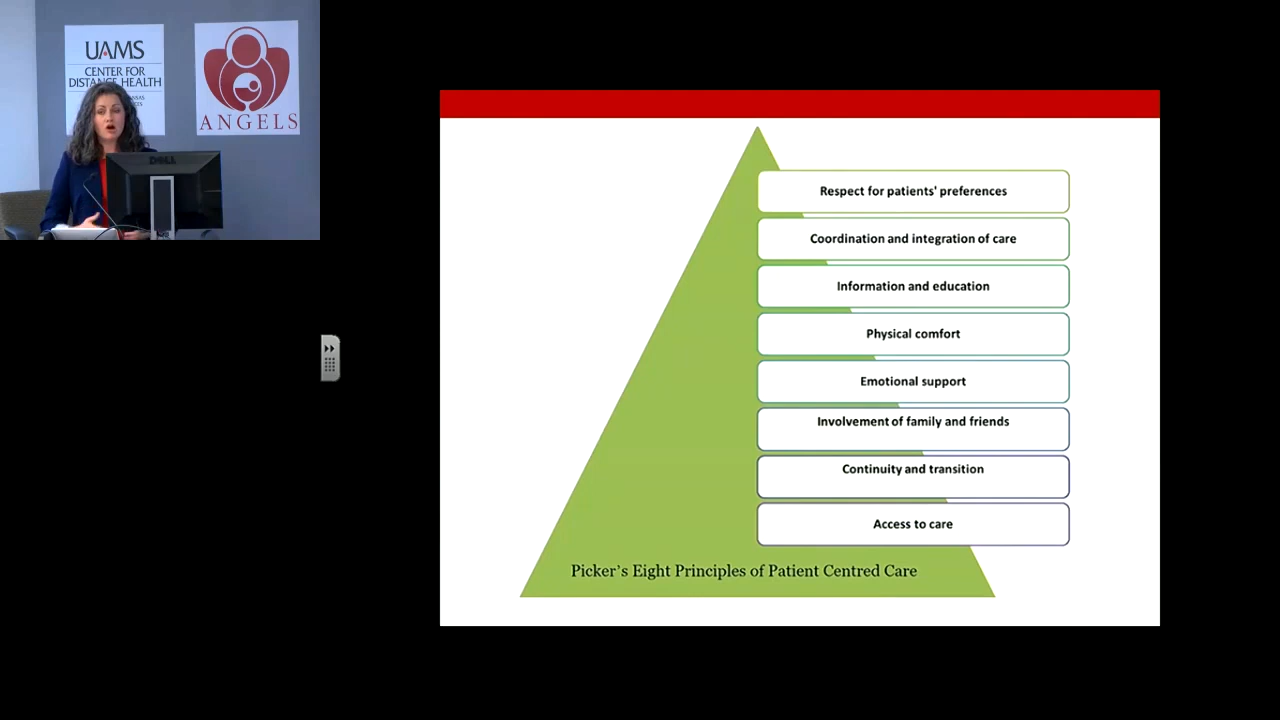 UAMS
CENTER FOR
DISTANCE HEALTH
ANGELS
DELL
Respect for patients' preferences
Coordination and integration of care
Information and education
Physical comfort
Emotional support
Involvement of family and friends
Continuity and transition
Access to care
Picker's Eight Principles of Patient Centred Care